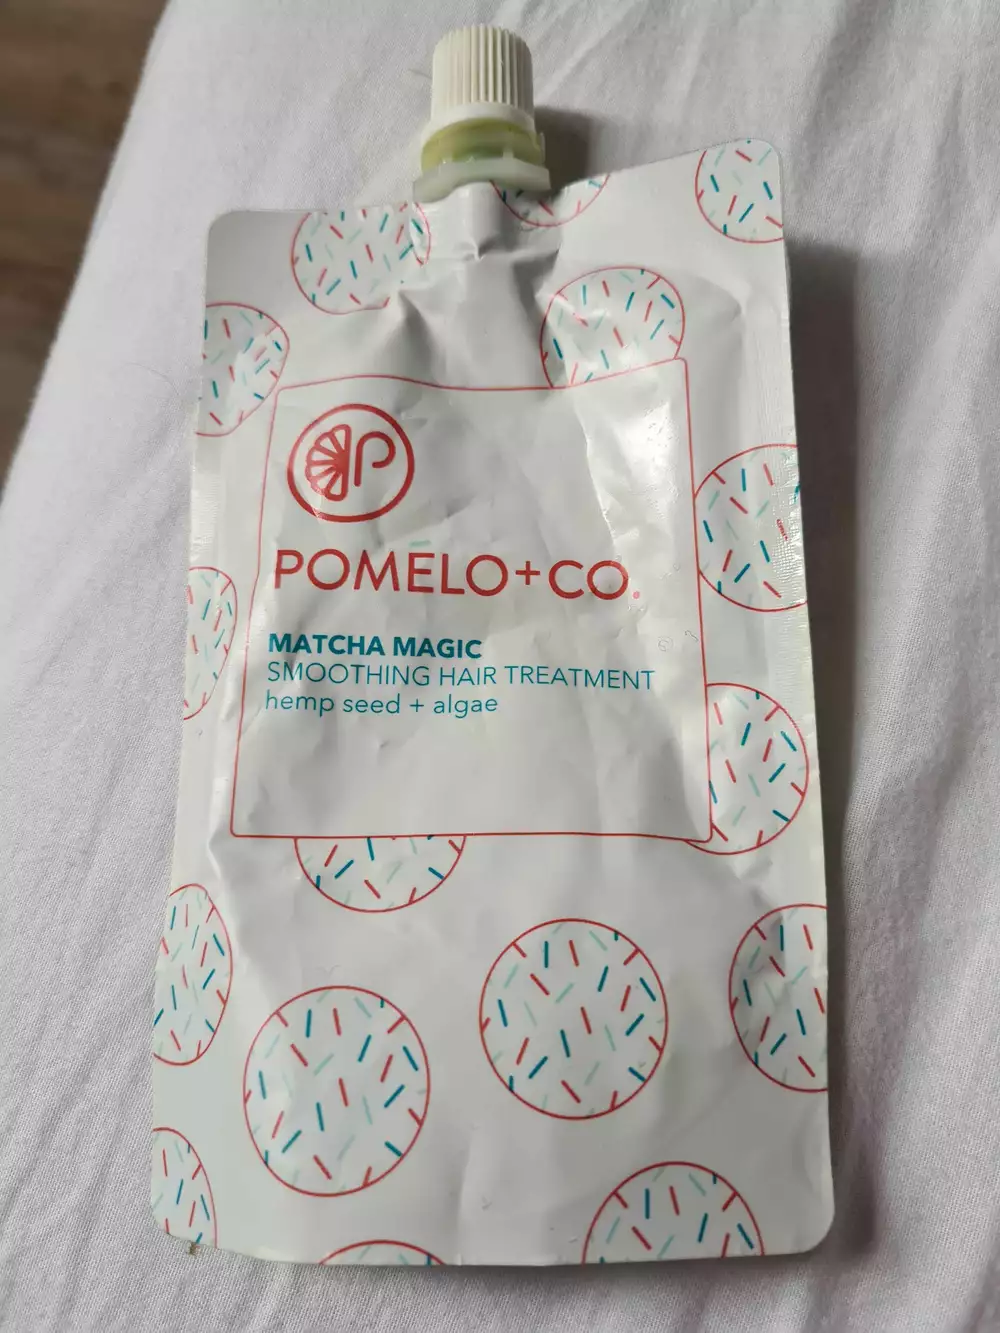 POMELO+CO.
MATCHA MAGIC
SMOOTHING HAIR TREATMENT
hemp seed + algae